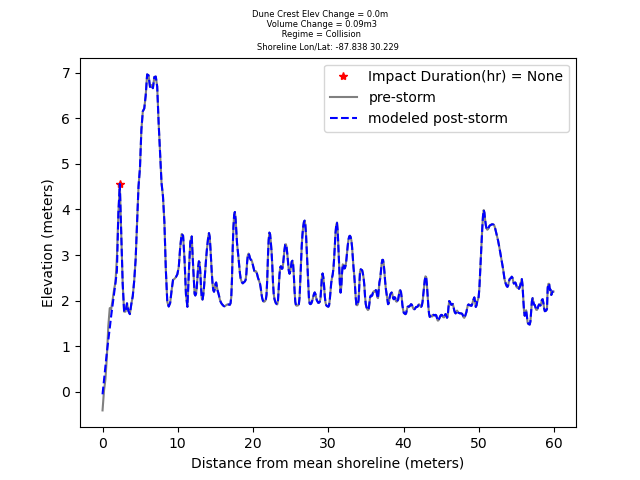 Dune Crest Elev Change = 0.0m
Volume Change = 0.09m3
Regime = Collision
Shoreline Lon/Lat: -87.838 30.229
Impact Duration(hr) = None
pre-storm
modeled post-storm
Elevation (meters)
7
6
5
4
3
2
1
0
0 10 20 30 40 50 60
Distance from mean shoreline (meters)